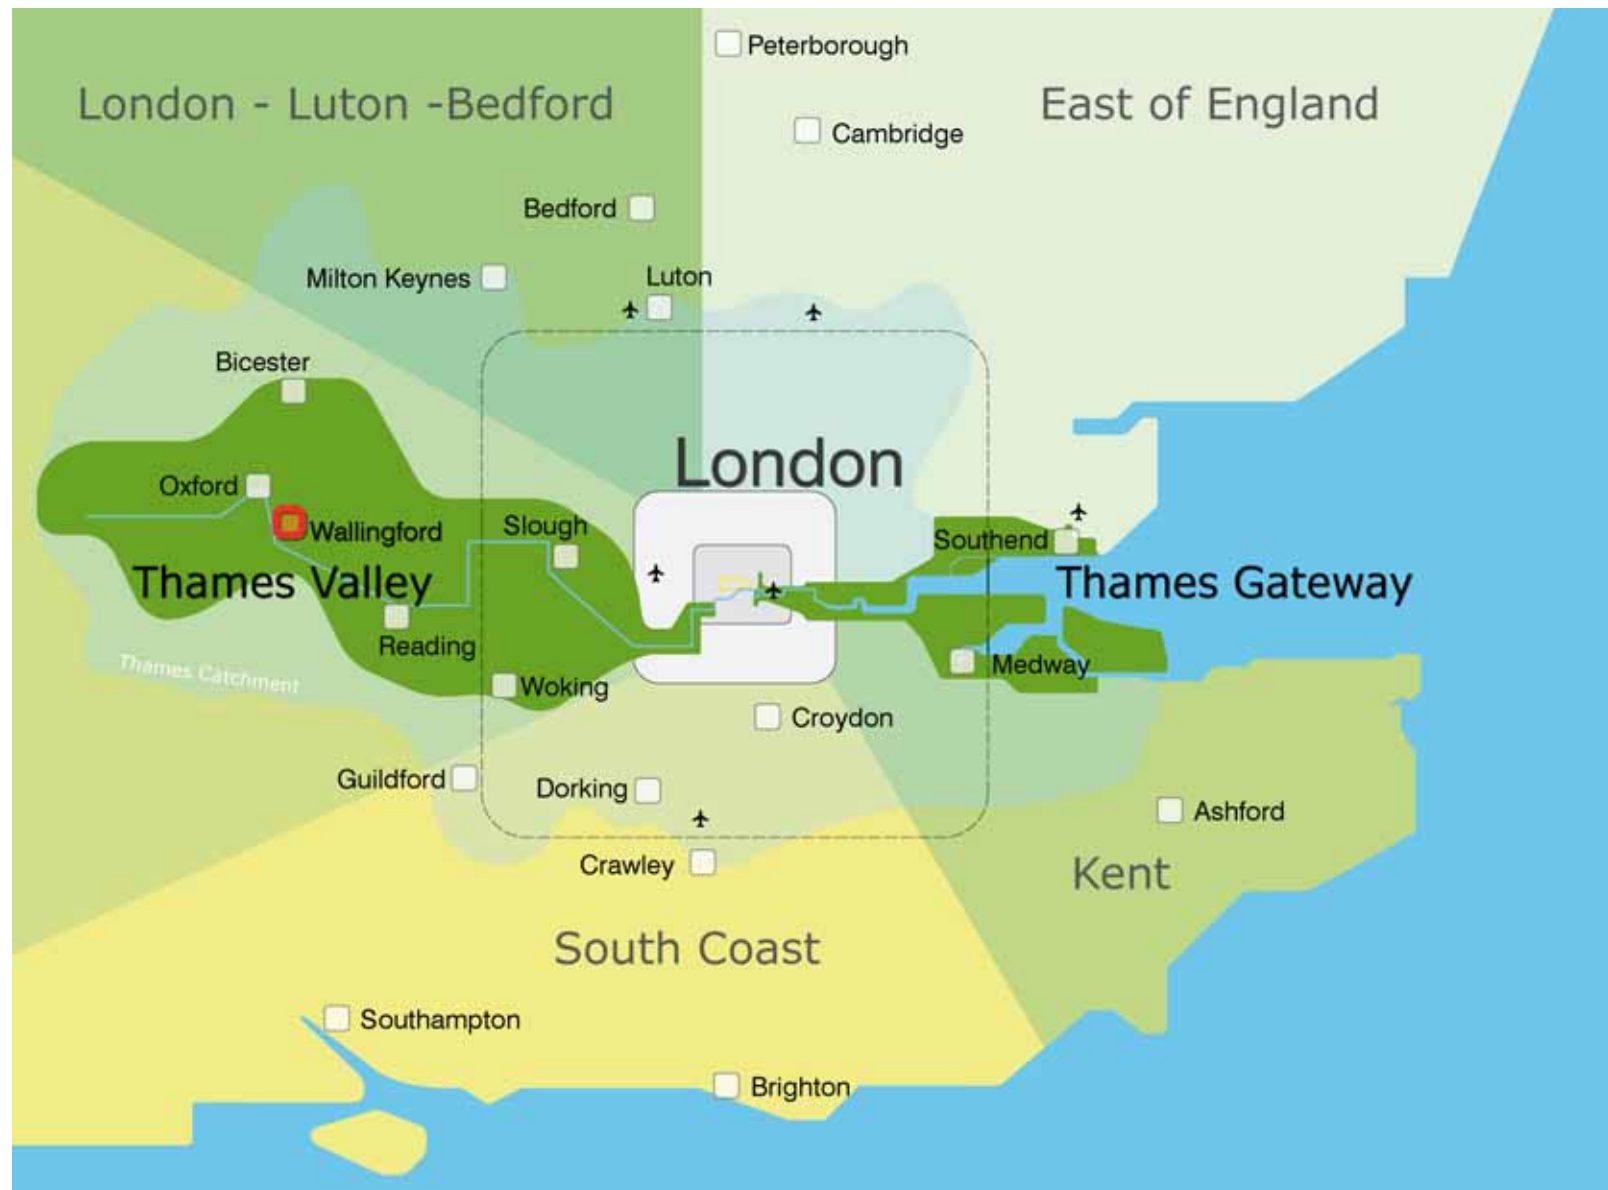 Peterborough
London - Luton -Bedford
East of England
Cambridge
Bedford
Milton Keynes
Luton
Bicester
London
Oxford
Wallingford
Slough
Southend
Thames Valley
Thames Gateway
Reading
Medway
Thames Catchment
Woking
Croydon
Guildford
Dorking
Ashford
Crawley
Kent
South Coast
Southampton
Brighton